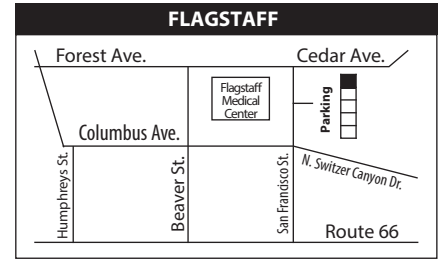 FLAGSTAFF
Forest Ave.
Cedar Ave.
Flagstaff
Medical
Center
Parking
Columbus Ave.
Humphreys St.
Beaver St.
San Francisco St.
N. Switzer Canyon Dr.
Route 66